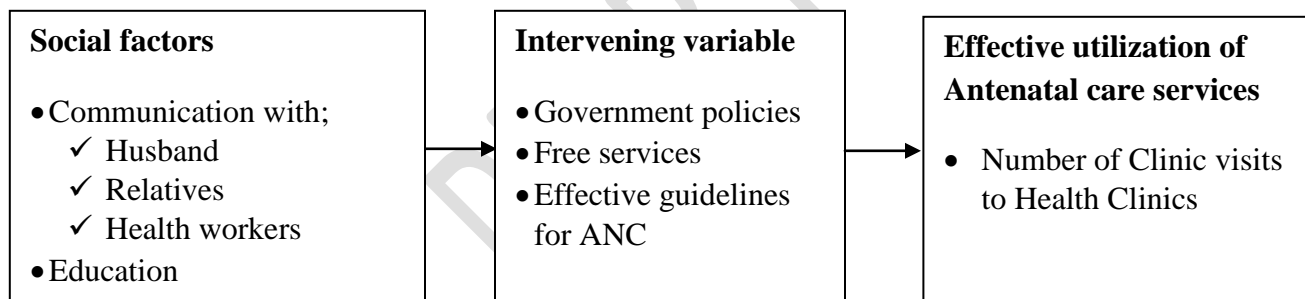 Social factors
•Communication with;
✓ Husband
✓ Relatives
✓ Health workers
•Education
Intervening variable
•Government policies
•Free services
•Effective guidelines
for ANC
Effective utilization of
Antenatal care services
• Number of Clinic visits
to Health Clinics